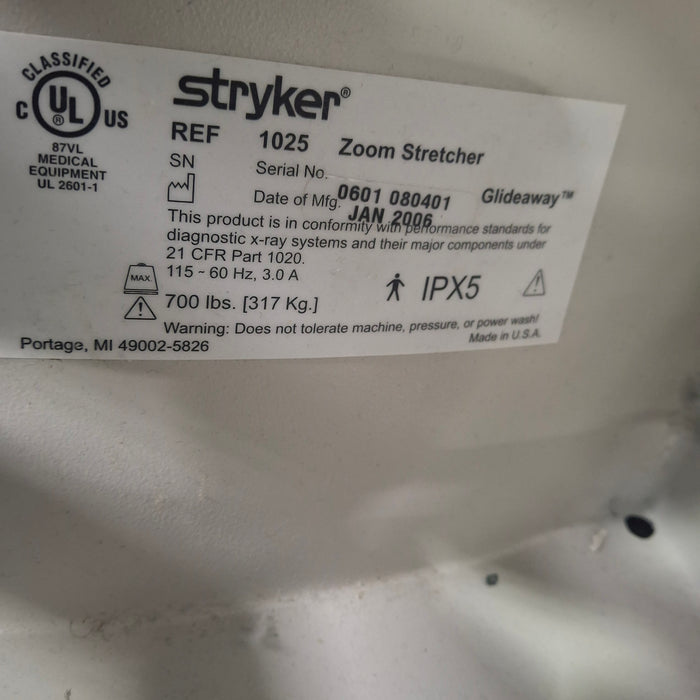 CLASSIFIED
C UL ® US
87VL
MEDICAL
EQUIPMENT
UL 2601-1
stryker®
REF 1025 Zoom Stretcher
SN Serial No. 0601 080401 Glideaway™
Date of Mfg. JAN 2006
This product is in conformity with performance standards for
diagnostic x-ray systems and their major components under
21 CFR Part 1020.
MAX. 115 ~ 60 Hz, 3.0 A IPX5
700 lbs. [317 Kg.]
Warning: Does not tolerate machine, pressure, or power wash!
Portage, MI 49002-5826
Made in U.S.A.